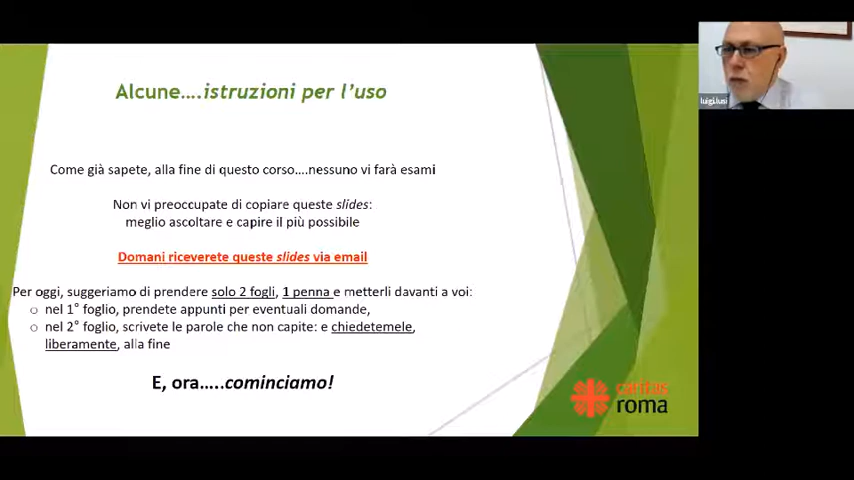 Alcune....istruzioni per l'uso
Come già sapete, alla fine di questo corso....nessuno vi farà esami
Non vi preoccupate di copiare queste slides:
meglio ascoltare e capire il più possibile
Domani riceverete queste slides via email
Per oggi, suggeriamo di prendere solo 2 fogli, 1 penna e metterli davanti a voi:
○ nel 1° foglio, prendete appunti per eventuali domande,
○ nel 2° foglio, scrivete le parole che non capite: e chiedetemele,
liberamente, alla fine
E, ora.....cominciamo!
caritas
roma
luigi.lusi